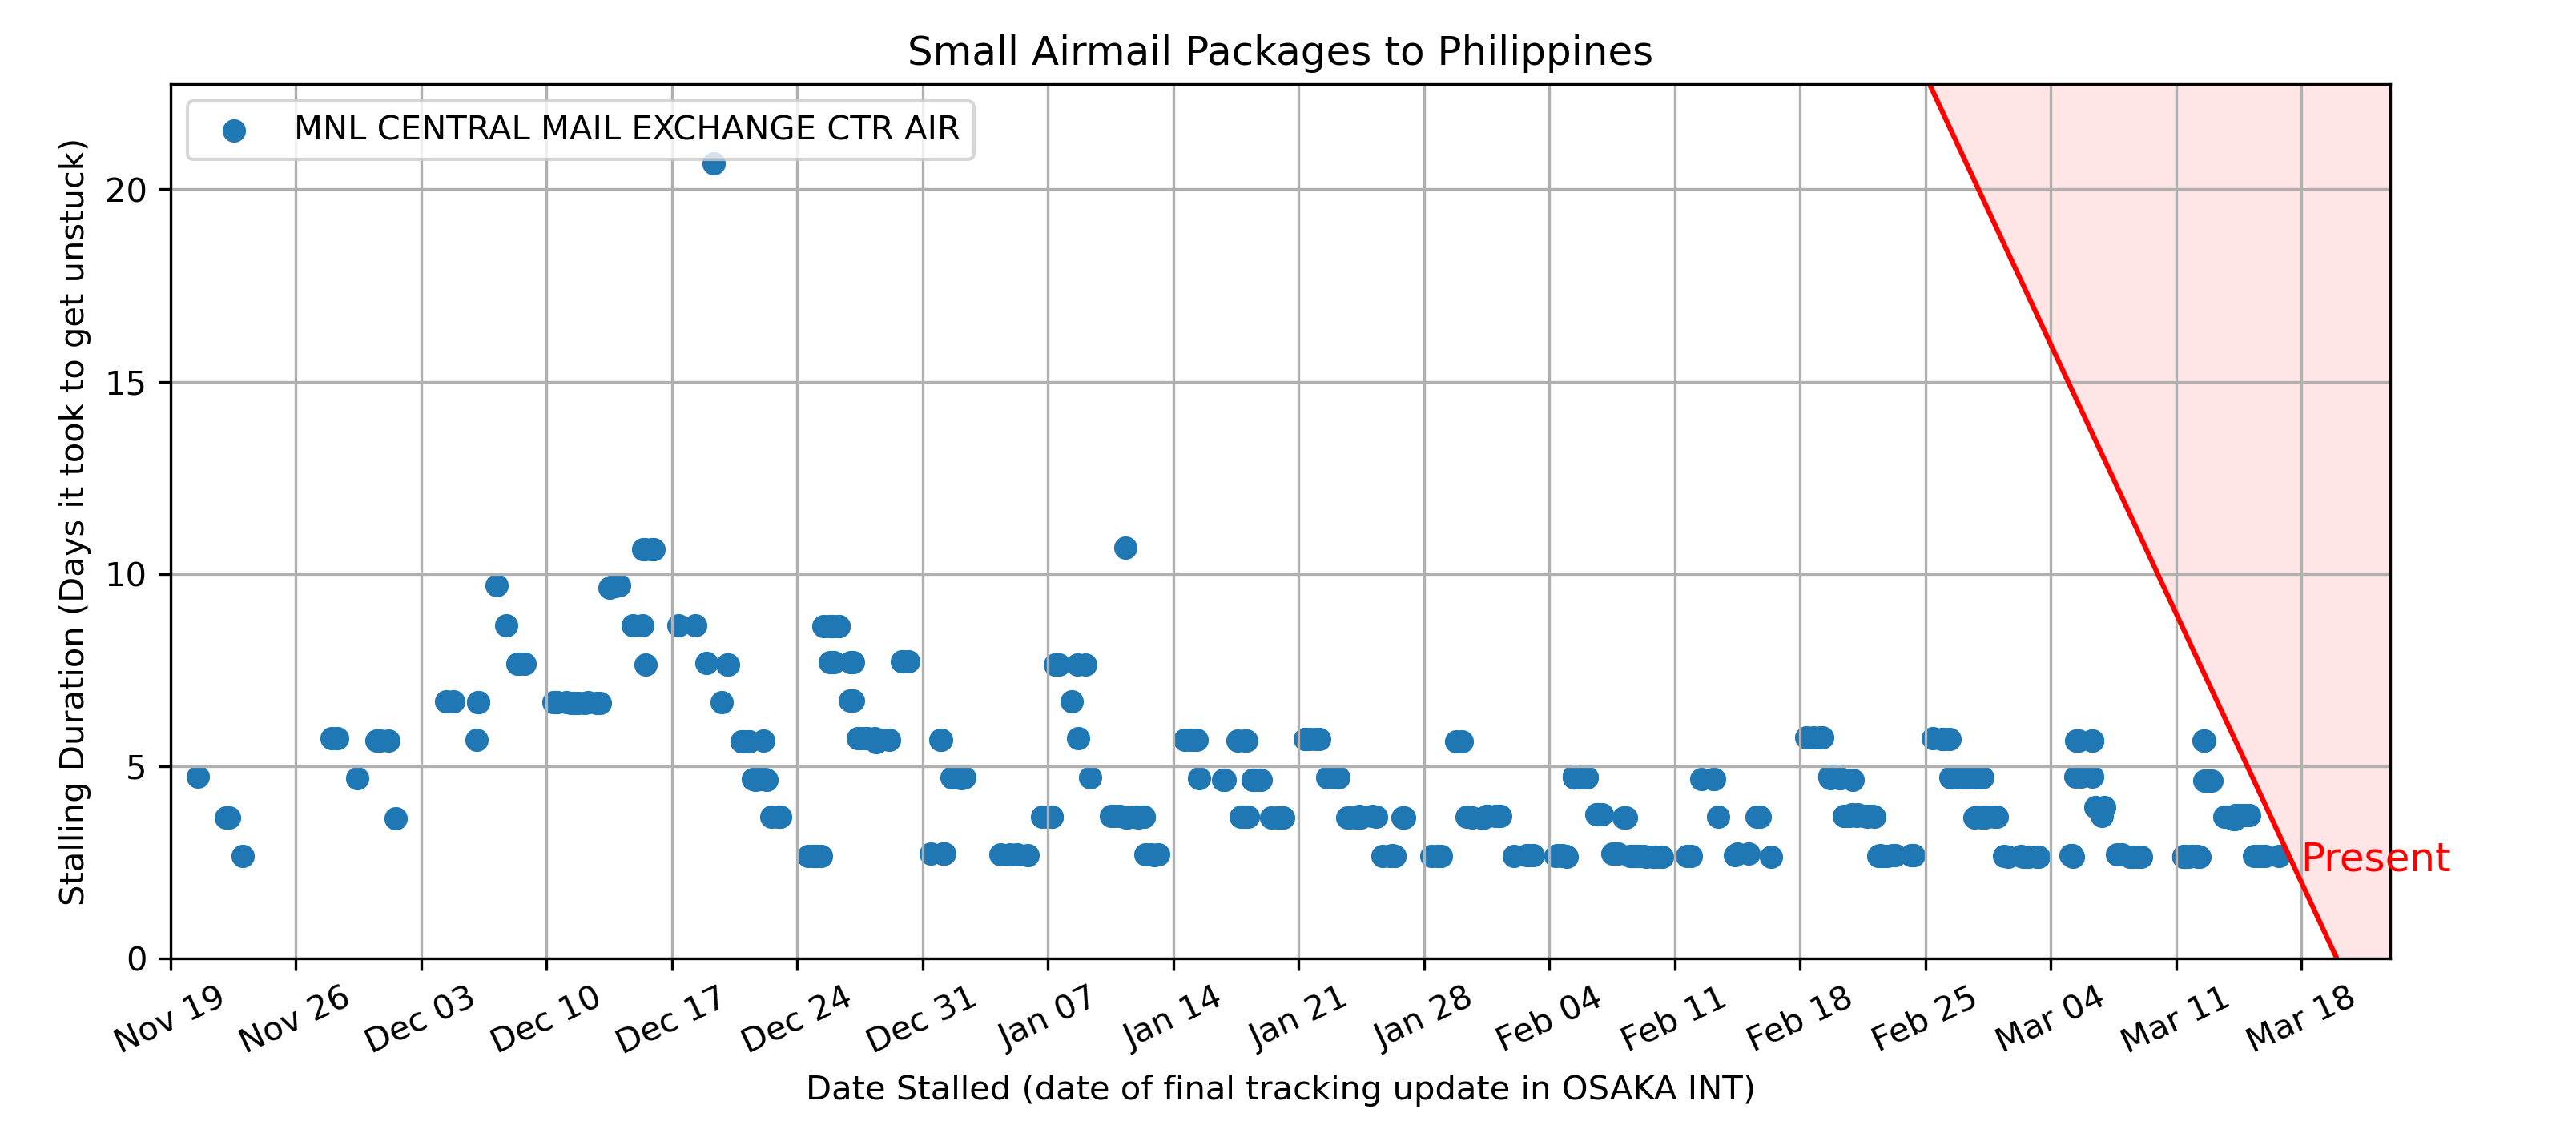 Small Airmail Packages to Philippines
MNL CENTRAL MAIL EXCHANGE CTR AIR
Stalling Duration (Days it took to get unstuck)
20
15
10
5
0
Present
Nov 19
Nov 26
Dec 03
Dec 10
Dec 17
Dec 24
Dec 31
Jan 07
Jan 14
Jan 21
Jan 28
Feb 04
Feb 11
Feb 18
Feb 25
Mar 04
Mar 11
Mar 18
Date Stalled (date of final tracking update in OSAKA INT)